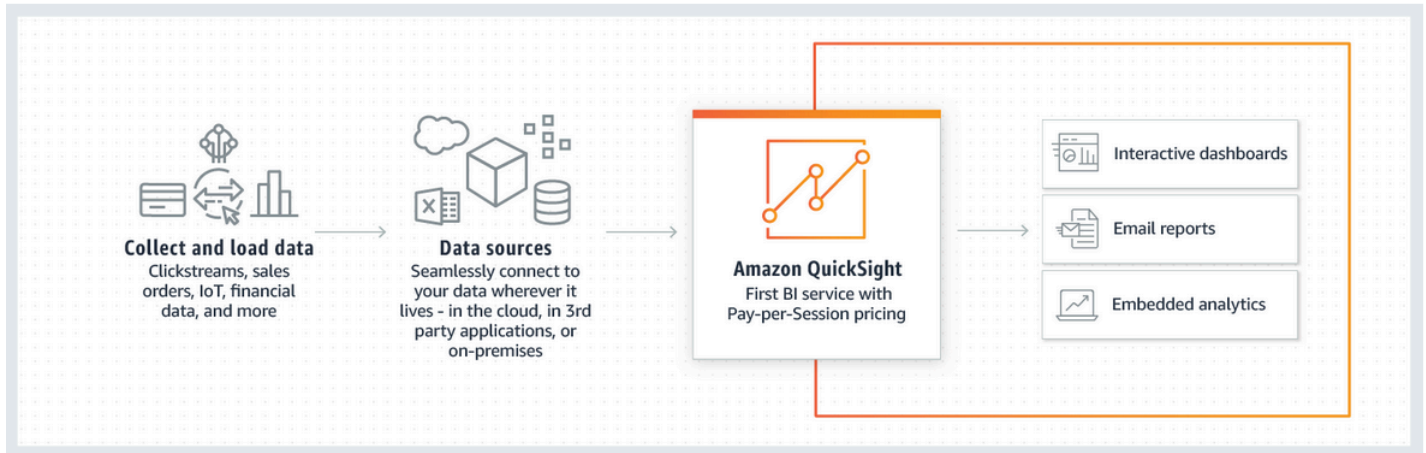 Collect and load data
Clickstreams, sales
orders, IoT, financial
data, and more
Data sources
Seamlessly connect to
your data wherever it
lives - in the cloud, in 3rd
party applications, or
on-premises
Amazon QuickSight
First BI service with
Pay-per-Session pricing
Interactive dashboards
Email reports
Embedded analytics